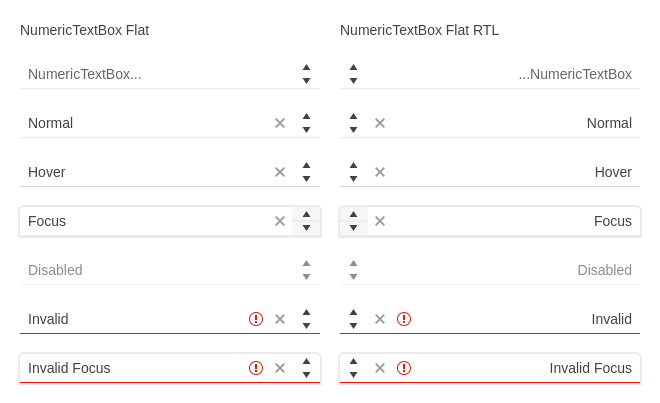 NumericTextBox Flat
NumericTextBox...
Normal
Hover
Focus
Disabled
Invalid
Invalid Focus
NumericTextBox Flat RTL
...NumericTextBox
Normal
Hover
Focus
Disabled
Invalid
Invalid Focus